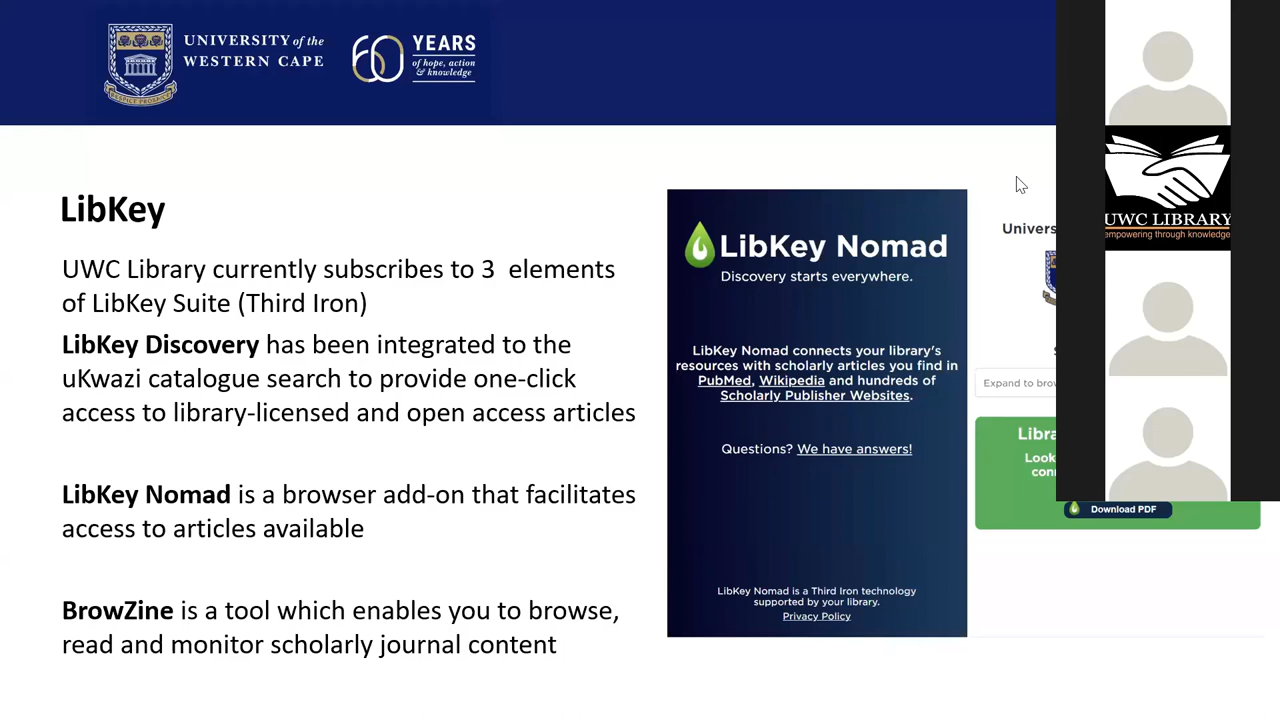 UNIVERSITY of the
WESTERN CAPE
60 YEARS
of hope, action
& knowledge
RESPICE PROSPICE
LibKey
UWC Library currently subscribes to 3 elements
of LibKey Suite (Third Iron)
LibKey Discovery has been integrated to the
uKwazi catalogue search to provide one-click
access to library-licensed and open access articles
LibKey Nomad is a browser add-on that facilitates
access to articles available
BrowZine is a tool which enables you to browse,
read and monitor scholarly journal content
LibKey Nomad
Discovery starts everywhere.
LibKey Nomad connects your library's
resources with scholarly articles you find in
PubMed, Wikipedia and hundreds of
Scholarly Publisher Websites.
Questions? We have answers!
LibKey Nomad is a Third Iron technology
supported by your library.
Privacy Policy
Download PDF
UWC LIBRARY
empowering through knowledge